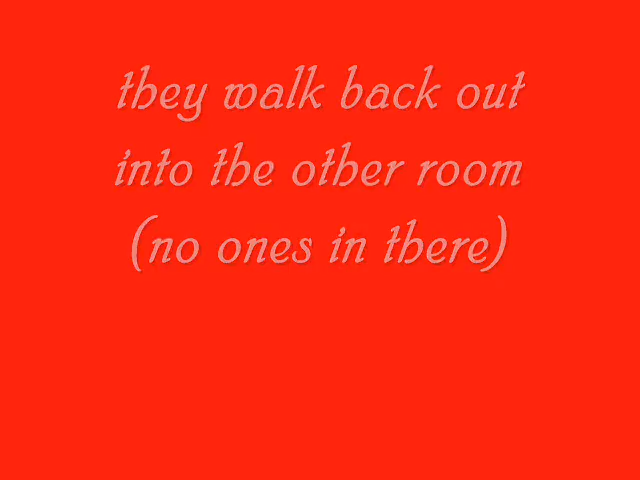 they walk back out
into the other room
(no ones in there)